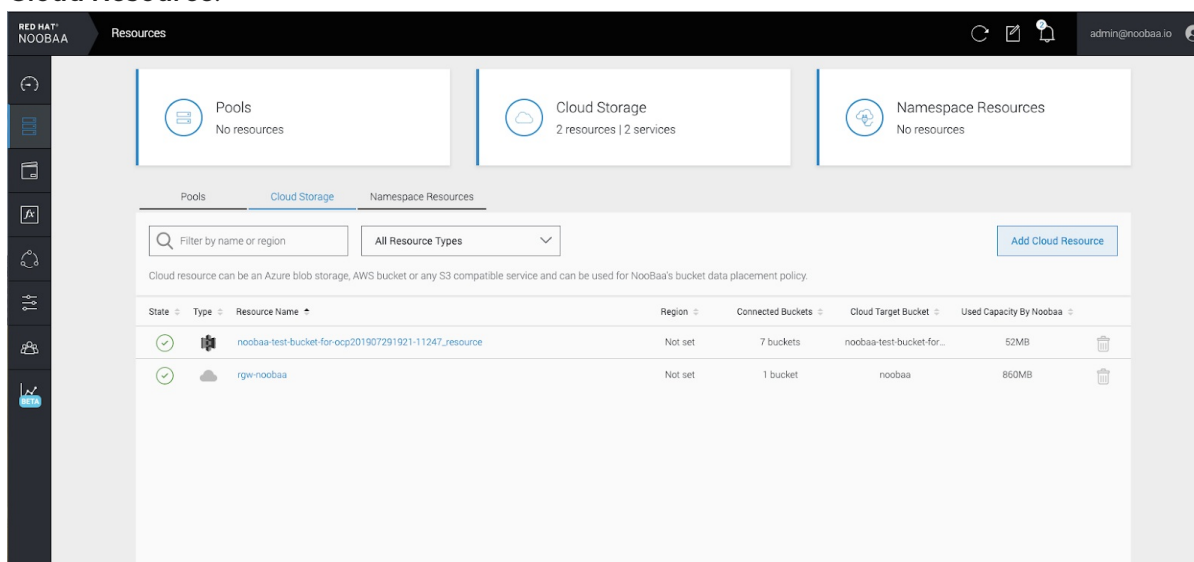 Cloud Resource.
RED HAT®
NOOBAA
Resources
2
admin@noobaa.io
Pools
No resources
Cloud Storage
2 resources | 2 services
Namespace Resources
No resources
Pools Cloud Storage Namespace Resources
Filter by name or region
All Resource Types
Add Cloud Resource
Cloud resource can be an Azure blob storage, AWS bucket or any S3 compatible service and can be used for NooBaa's bucket data placement policy.
State Type Resource Name Region Connected Buckets Cloud Target Bucket Used Capacity By Noobaa
noobaa-test-bucket-for-ocp201907291921-11247_resource Not set 7 buckets noobaa-test-bucket-for... 52MB
rgw-noobaa Not set 1 bucket noobaa 860MB
fx
BETA